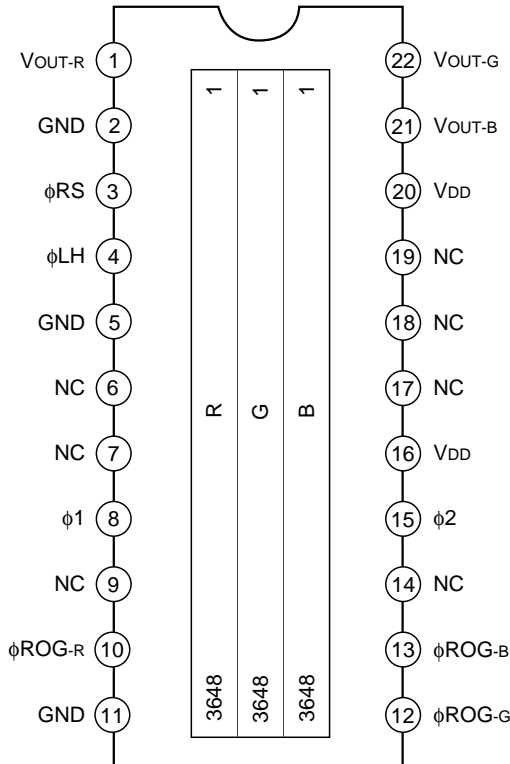 VOUT-R 1 1 1 1 22 VOUT-G
GND 2 21 VOUT-B
ϕRS 3 20 VDD
ϕLH 4 19 NC
GND 5 18 NC
NC 6 R G B 17 NC
NC 7 16 VDD
ϕ1 8 15 ϕ2
NC 9 14 NC
ϕROG-R 10 13 ϕROG-B
GND 11 3648 3648 3648 12 ϕROG-G